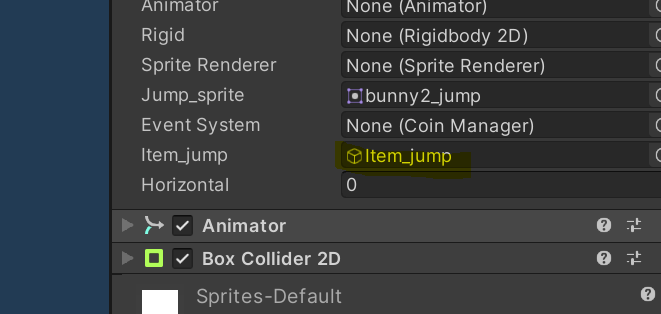 Animator None (Animator)
Rigid None (Rigidbody 2D)
Sprite Renderer None (Sprite Renderer)
Jump_sprite bunny2_jump
Event System None (Coin Manager)
Item_jump Item_jump
Horizontal 0
Animator
Box Collider 2D
Sprites-Default